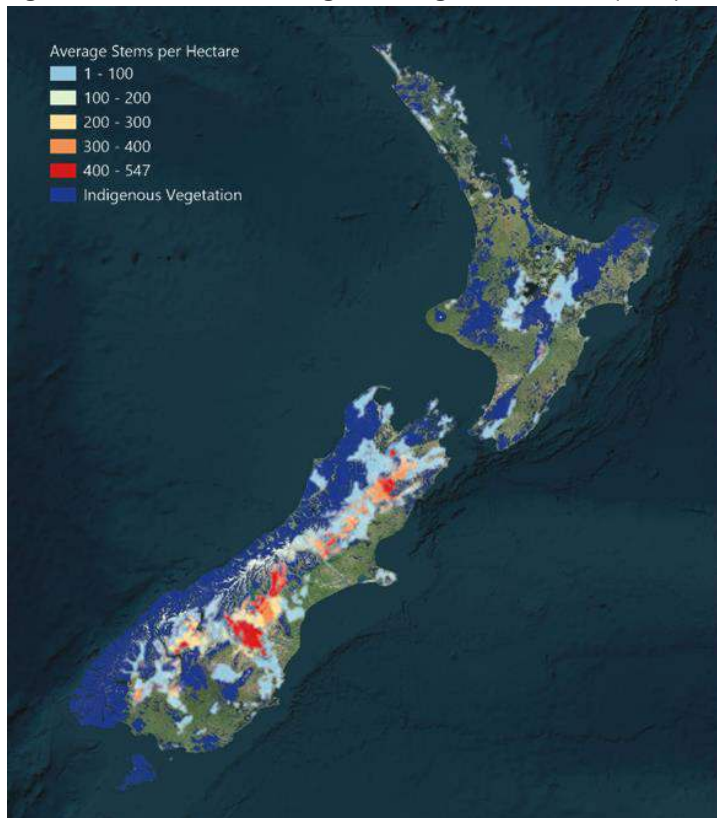 Average Stems per Hectare
1 - 100
100 - 200
200 - 300
300 - 400
400 - 547
Indigenous Vegetation